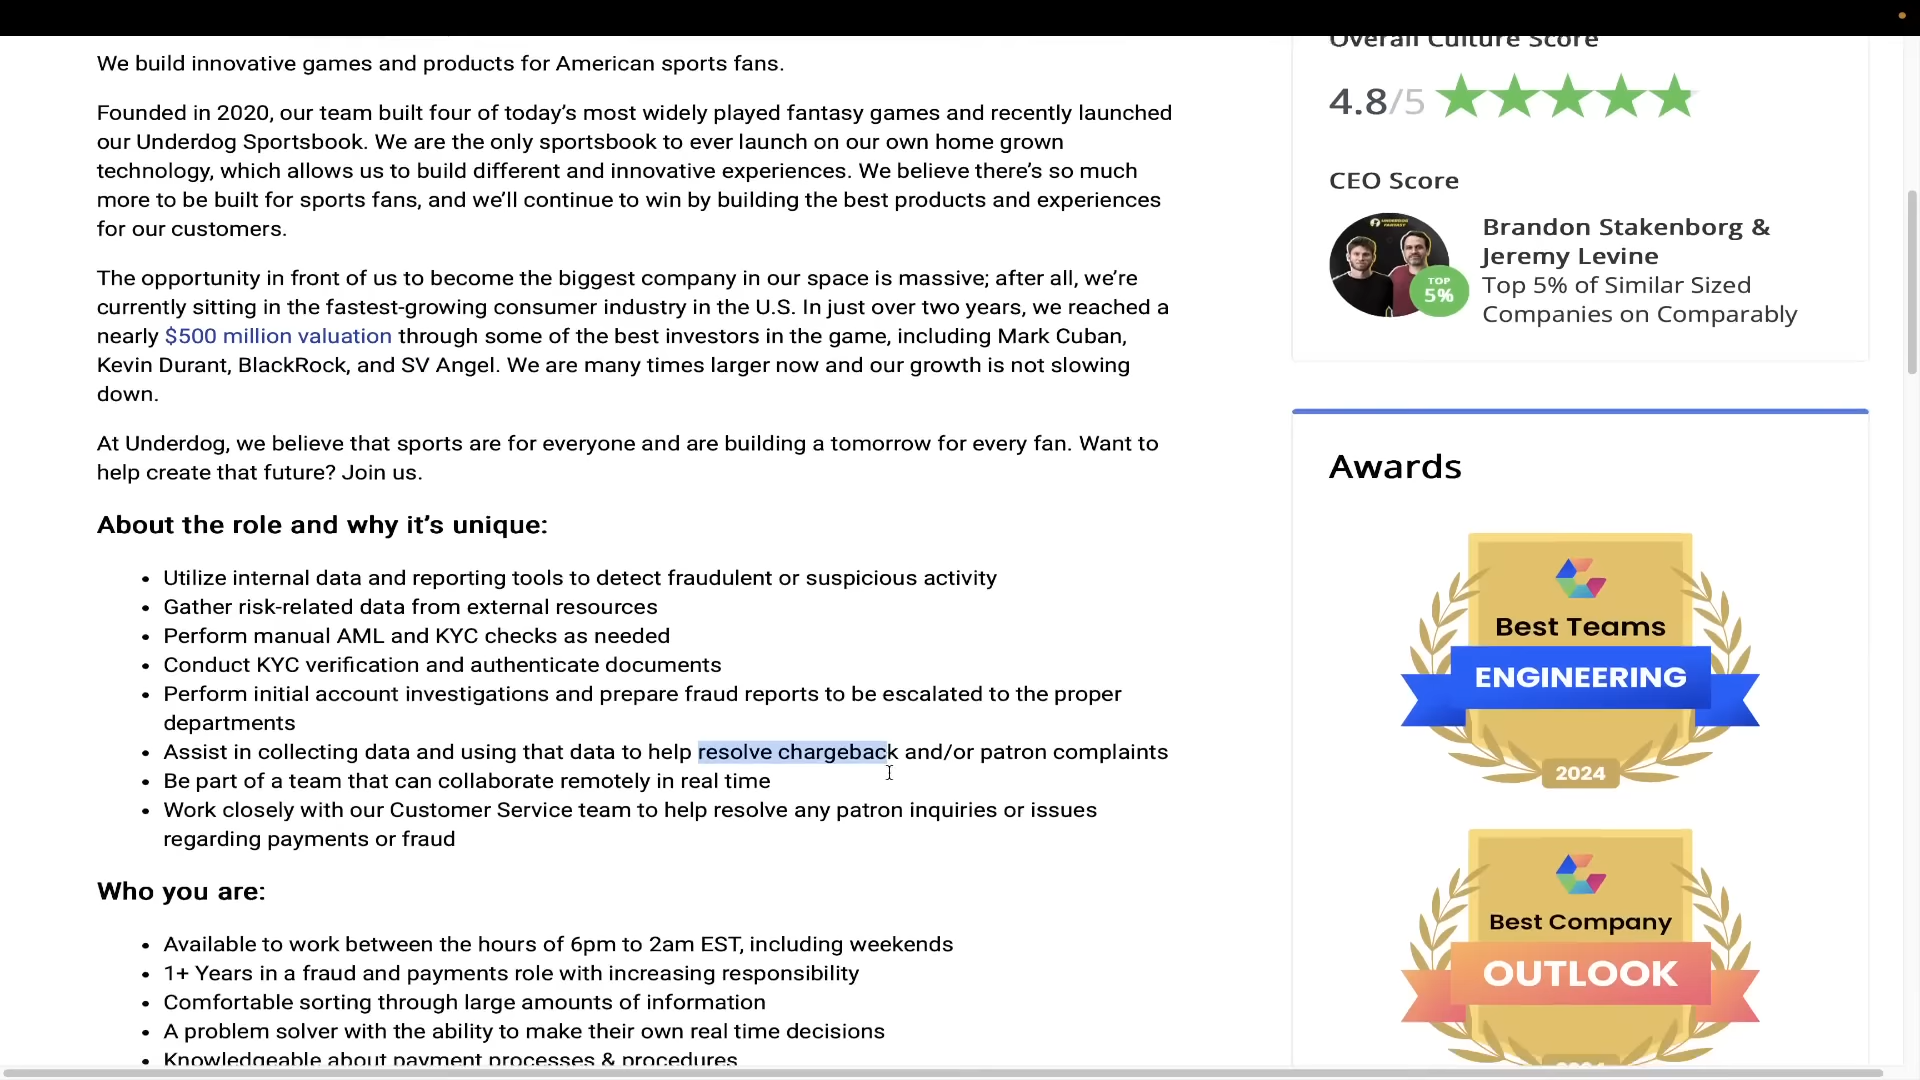 We build innovative games and products for American sports fans.
Founded in 2020, our team built four of today’s most widely played fantasy games and recently launched
our Underdog Sportsbook. We are the only sportsbook to ever launch on our own home grown
technology, which allows us to build different and innovative experiences. We believe there’s so much
more to be built for sports fans, and we’ll continue to win by building the best products and experiences
for our customers.
The opportunity in front of us to become the biggest company in our space is massive; after all, we’re
currently sitting in the fastest-growing consumer industry in the U.S. In just over two years, we reached a
nearly $500 million valuation through some of the best investors in the game, including Mark Cuban,
Kevin Durant, BlackRock, and SV Angel. We are many times larger now and our growth is not slowing
down.
At Underdog, we believe that sports are for everyone and are building a tomorrow for every fan. Want to
help create that future? Join us.
About the role and why it’s unique:
• Utilize internal data and reporting tools to detect fraudulent or suspicious activity
• Gather risk-related data from external resources
• Perform manual AML and KYC checks as needed
• Conduct KYC verification and authenticate documents
• Perform initial account investigations and prepare fraud reports to be escalated to the proper
departments
• Assist in collecting data and using that data to help resolve chargeback and/or patron complaints
• Be part of a team that can collaborate remotely in real time
• Work closely with our Customer Service team to help resolve any patron inquiries or issues
regarding payments or fraud
Who you are:
• Available to work between the hours of 6pm to 2am EST, including weekends
• 1+ Years in a fraud and payments role with increasing responsibility
• Comfortable sorting through large amounts of information
• A problem solver with the ability to make their own real time decisions
• Knowledgeable about payment processes & procedures
Overall Culture Score
4.8/5
CEO Score
TOP
5%
Brandon Stakenborg &
Jeremy Levine
Top 5% of Similar Sized
Companies on Comparably
Awards
Best Teams
ENGINEERING
2024
Best Company
OUTLOOK